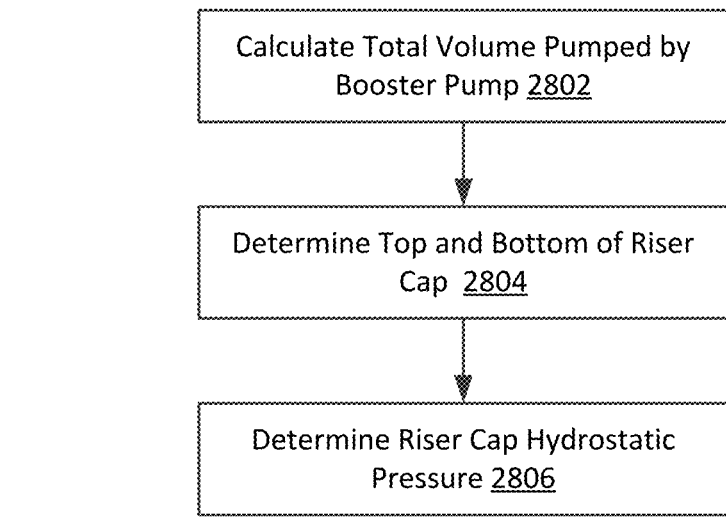 Calculate Total Volume Pumped by
Booster Pump 2802
Determine Top and Bottom of Riser
Cap 2804
Determine Riser Cap Hydrostatic
Pressure 2806